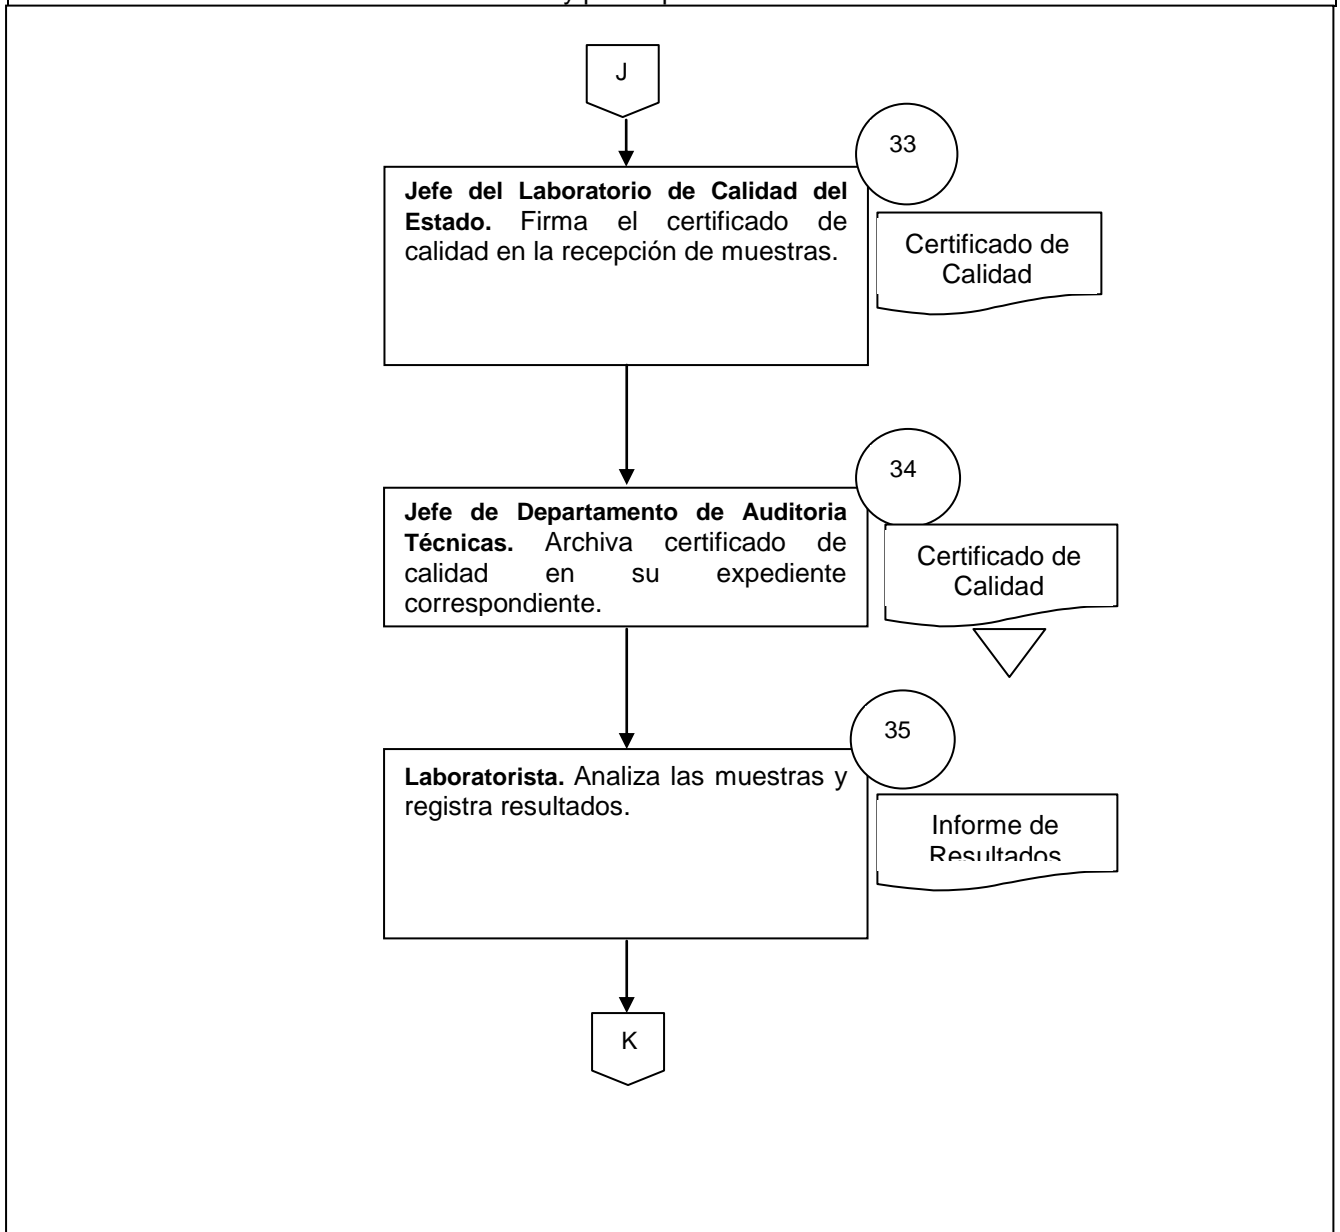 J
33
Jefe del Laboratorio de Calidad del
Estado. Firma el certificado de
calidad en la recepción de muestras.
Certificado de
Calidad
34
Jefe de Departamento de Auditoria
Técnicas. Archiva certificado de
calidad en su expediente
correspondiente.
Certificado de
Calidad
35
Laboratorista. Analiza las muestras y
registra resultados.
Informe de
Resultados
K